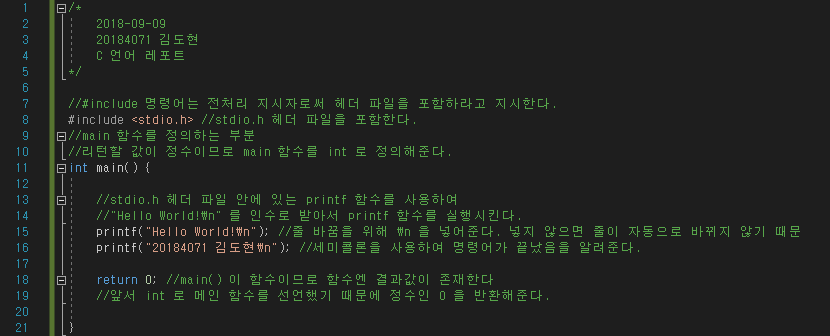 1 /*
2 2018-09-09
3 20184071 김도현
4 C 언어 레포트
5 */
6
7 //#include 명령어는 전처리 지시자로써 헤더 파일을 포함하라고 지시한다.
8 #include <stdio.h> //stdio.h 헤더 파일을 포함한다.
9 //main 함수를 정의하는 부분
10 //리턴할 값이 정수이므로 main 함수를 int 로 정의해준다.
11 int main() {
12
13 //stdio.h 헤더 파일 안에 있는 printf 함수를 사용하여
14 //"Hello World!₩n" 를 인수로 받아서 printf 함수를 실행시킨다.
15 printf("Hello World!₩n"); //줄 바꿈을 위해 ₩n 을 넣어준다. 넣지 않으면 줄이 자동으로 바뀌지 않기 때문
16 printf("20184071 김도현₩n"); //세미콜론을 사용하여 명령어가 끝났음을 알려준다.
17
18 return 0; //main() 이 함수이므로 함수엔 결과값이 존재한다
19 //앞서 int 로 메인 함수를 선언했기 때문에 정수인 0 을 반환해준다.
20
21 }